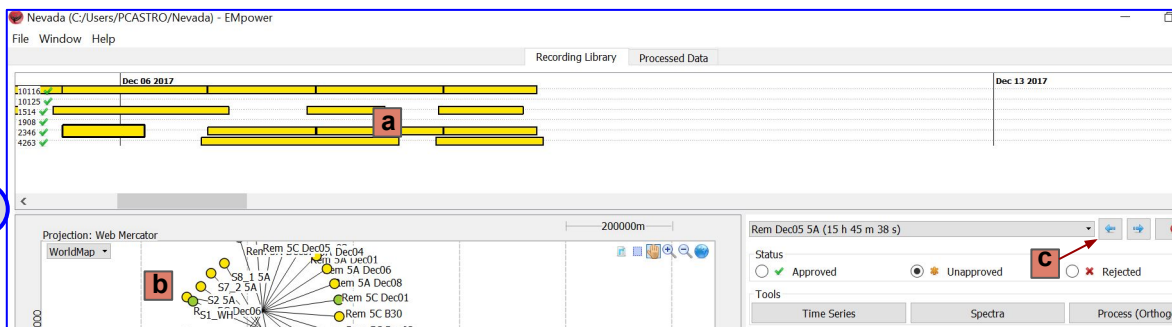 Nevada (C:/Users/PCASTRO/Nevada) - EMpower
File Window Help
Recording Library Processed Data
Dec 06 2017 Dec 13 2017
10116
10125
1514
1908
2346
4263
a
Projection: Web Mercator
200000m
WorldMap
Rem 5C Dec05 Dec04
Rem 5A Dec01
Rem 5A Dec06
Rem 5A Dec08
Rem 5C Dec01
Rem 5C B30
S8_1 5A
S7_2 5A
S2 5A
S1_WH Dec06
b
Rem Dec05 5A (15 h 45 m 38 s)
Status
Approved Unapproved Rejected
c
Tools
Time Series Spectra Process (Orthog